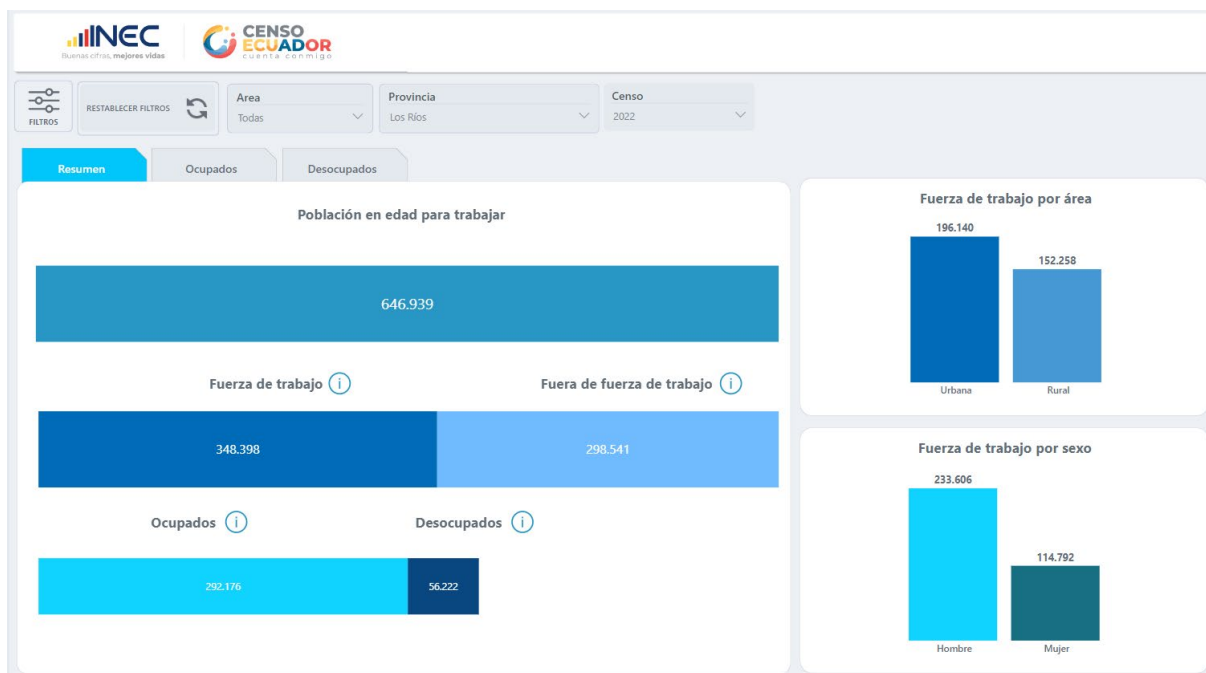 INEC
Buenas cifras, mejores vidas
CENSO
ECUADOR
cuenta conmigo
FILTROS
RESTABLECER FILTROS
Area
Todas
Provincia
Los Ríos
Censo
2022
Resumen
Ocupados
Desocupados
Población en edad para trabajar
646.939
Fuerza de trabajo
Fuera de fuerza de trabajo
348.398
298.541
Ocupados
Desocupados
292.176
56.222
Fuerza de trabajo por área
196.140
152.258
Urbana
Rural
Fuerza de trabajo por sexo
233.606
114.792
Hombre
Mujer